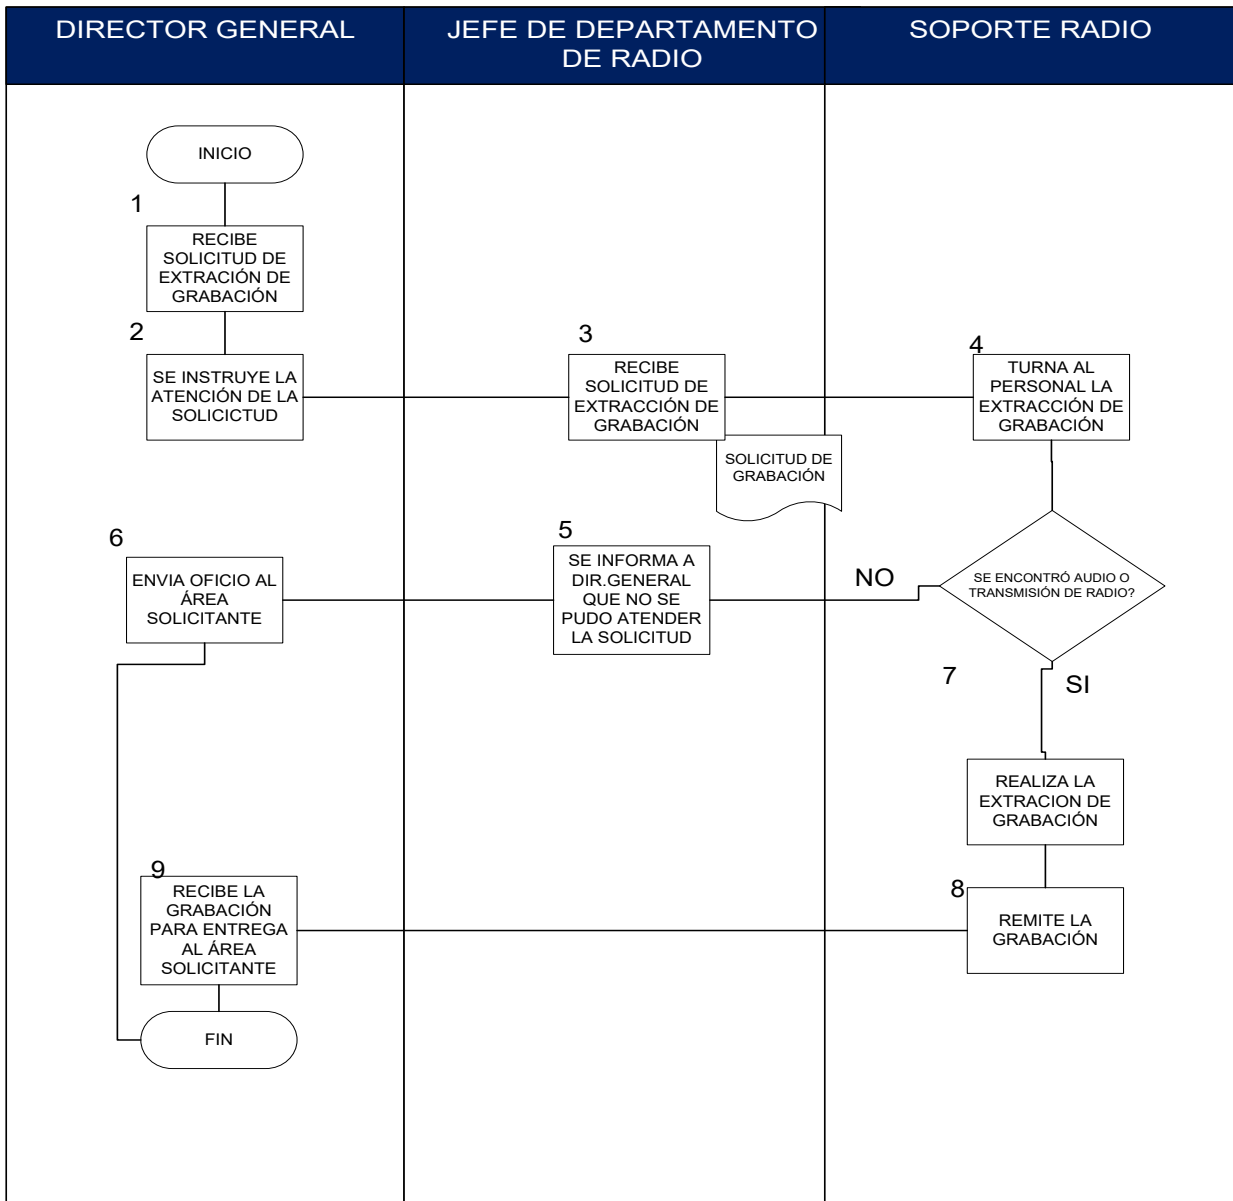 DIRECTOR GENERAL
JEFE DE DEPARTAMENTO
DE RADIO
SOPORTE RADIO
INICIO
1
RECIBE
SOLICITUD DE
EXTRACIÓN DE
GRABACIÓN
2
SE INSTRUYE LA
ATENCIÓN DE LA
SOLICICTUD
3
RECIBE
SOLICITUD DE
EXTRACCIÓN DE
GRABACIÓN
SOLICITUD DE
GRABACIÓN
4
TURNA AL
PERSONAL LA
EXTRACCIÓN DE
GRABACIÓN
SE ENCONTRÓ AUDIO O
TRANSMISIÓN DE RADIO?
NO
5
SE INFORMA A
DIR.GENERAL
QUE NO SE
PUDO ATENDER
LA SOLICITUD
6
ENVIA OFICIO AL
ÁREA
SOLICITANTE
7
SI
REALIZA LA
EXTRACION DE
GRABACIÓN
8
REMITE LA
GRABACIÓN
9
RECIBE LA
GRABACIÓN
PARA ENTREGA
AL ÁREA
SOLICITANTE
FIN